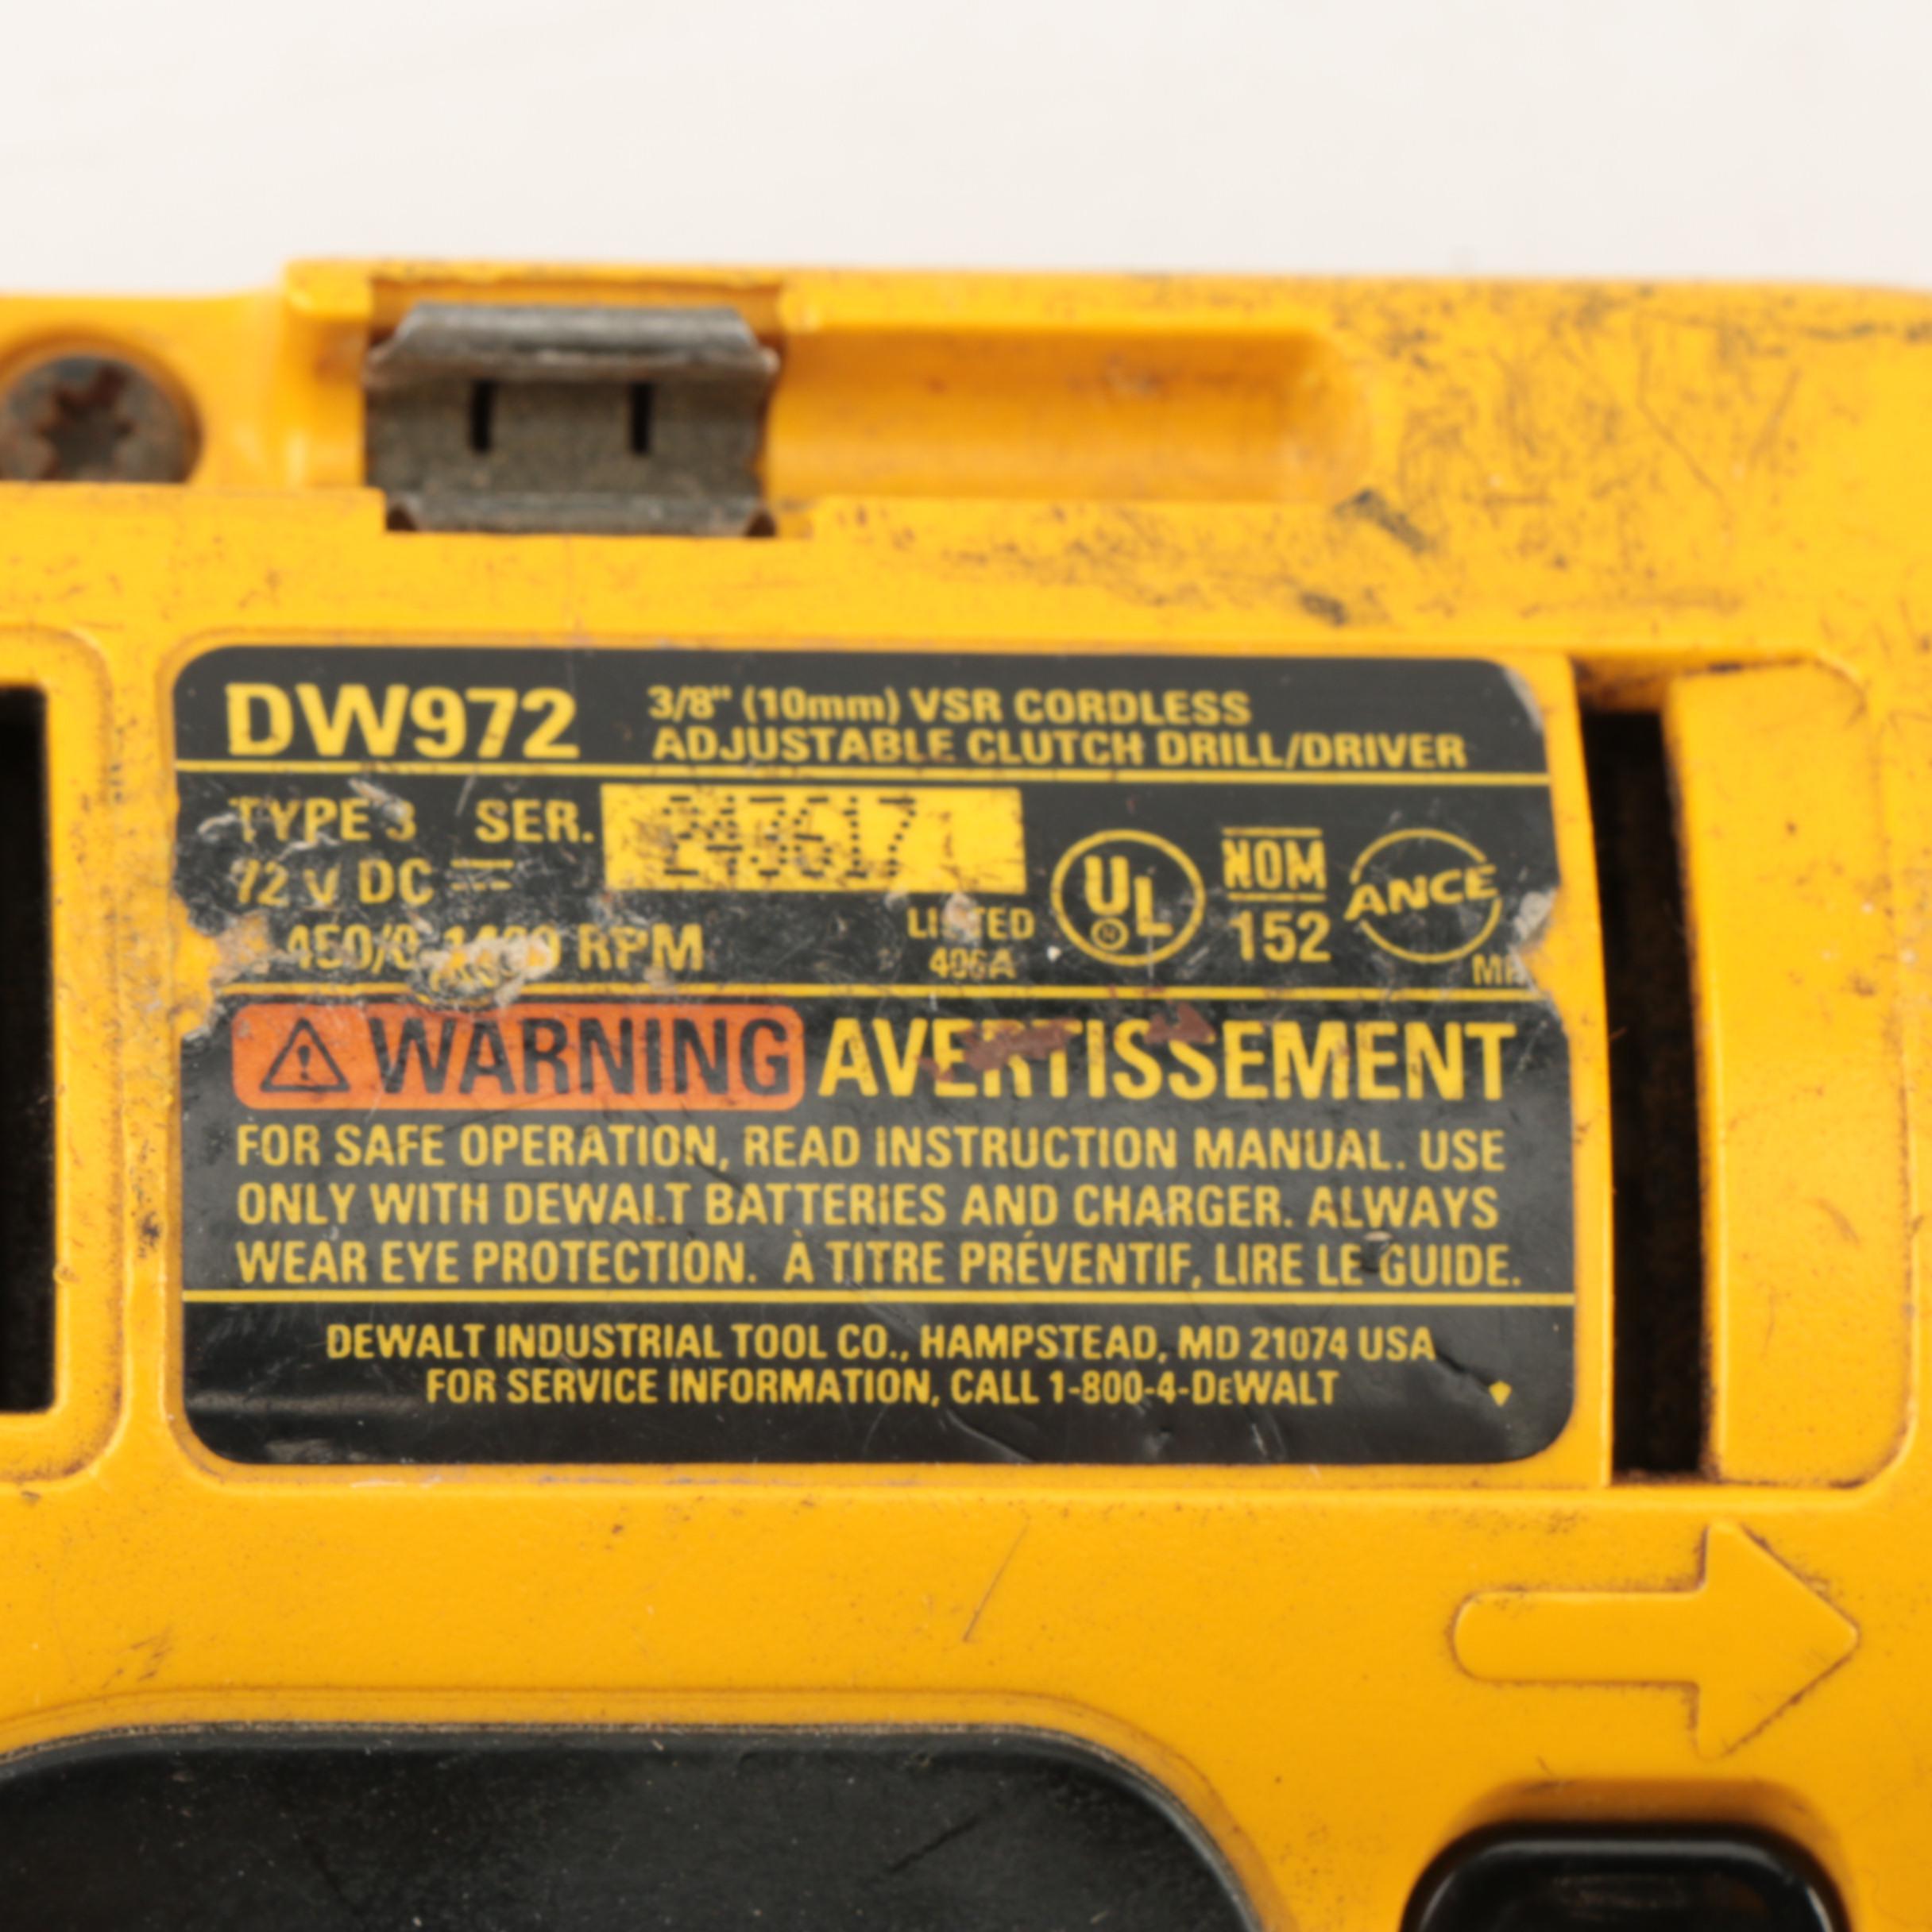 DW972
3/8" (10mm) VSR CORDLESS
ADJUSTABLE CLUTCH DRILL/DRIVER
TYPE 3 SER.
V DC
RPM
LISTED
406A
UL
NOM
152
ANCE
WARNING AVERTISSEMENT
FOR SAFE OPERATION, READ INSTRUCTION MANUAL. USE
ONLY WITH DEWALT BATTERIES AND CHARGER. ALWAYS
WEAR EYE PROTECTION. À TITRE PRÉVENTIF, LIRE LE GUIDE.
DEWALT INDUSTRIAL TOOL CO., HAMPSTEAD, MD 21074 USA
FOR SERVICE INFORMATION, CALL 1-800-4-DEWALT